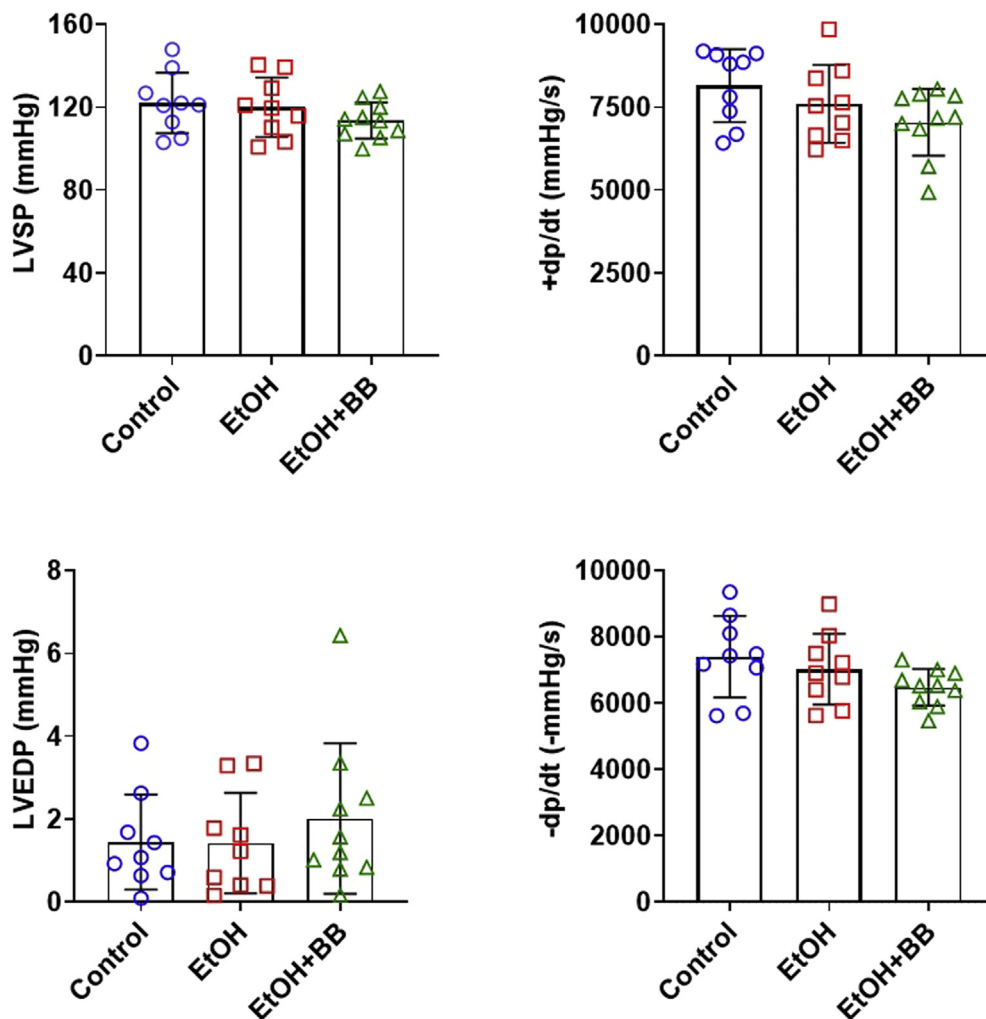 LVSP (mmHg)
160
120
80
40
0
Control
EtOH
EtOH+BB
+dp/dt (mmHg/s)
10000
7500
5000
2500
0
Control
EtOH
EtOH+BB
LVEDP (mmHg)
8
6
4
2
0
Control
EtOH
EtOH+BB
-dp/dt (-mmHg/s)
10000
8000
6000
4000
2000
0
Control
EtOH
EtOH+BB